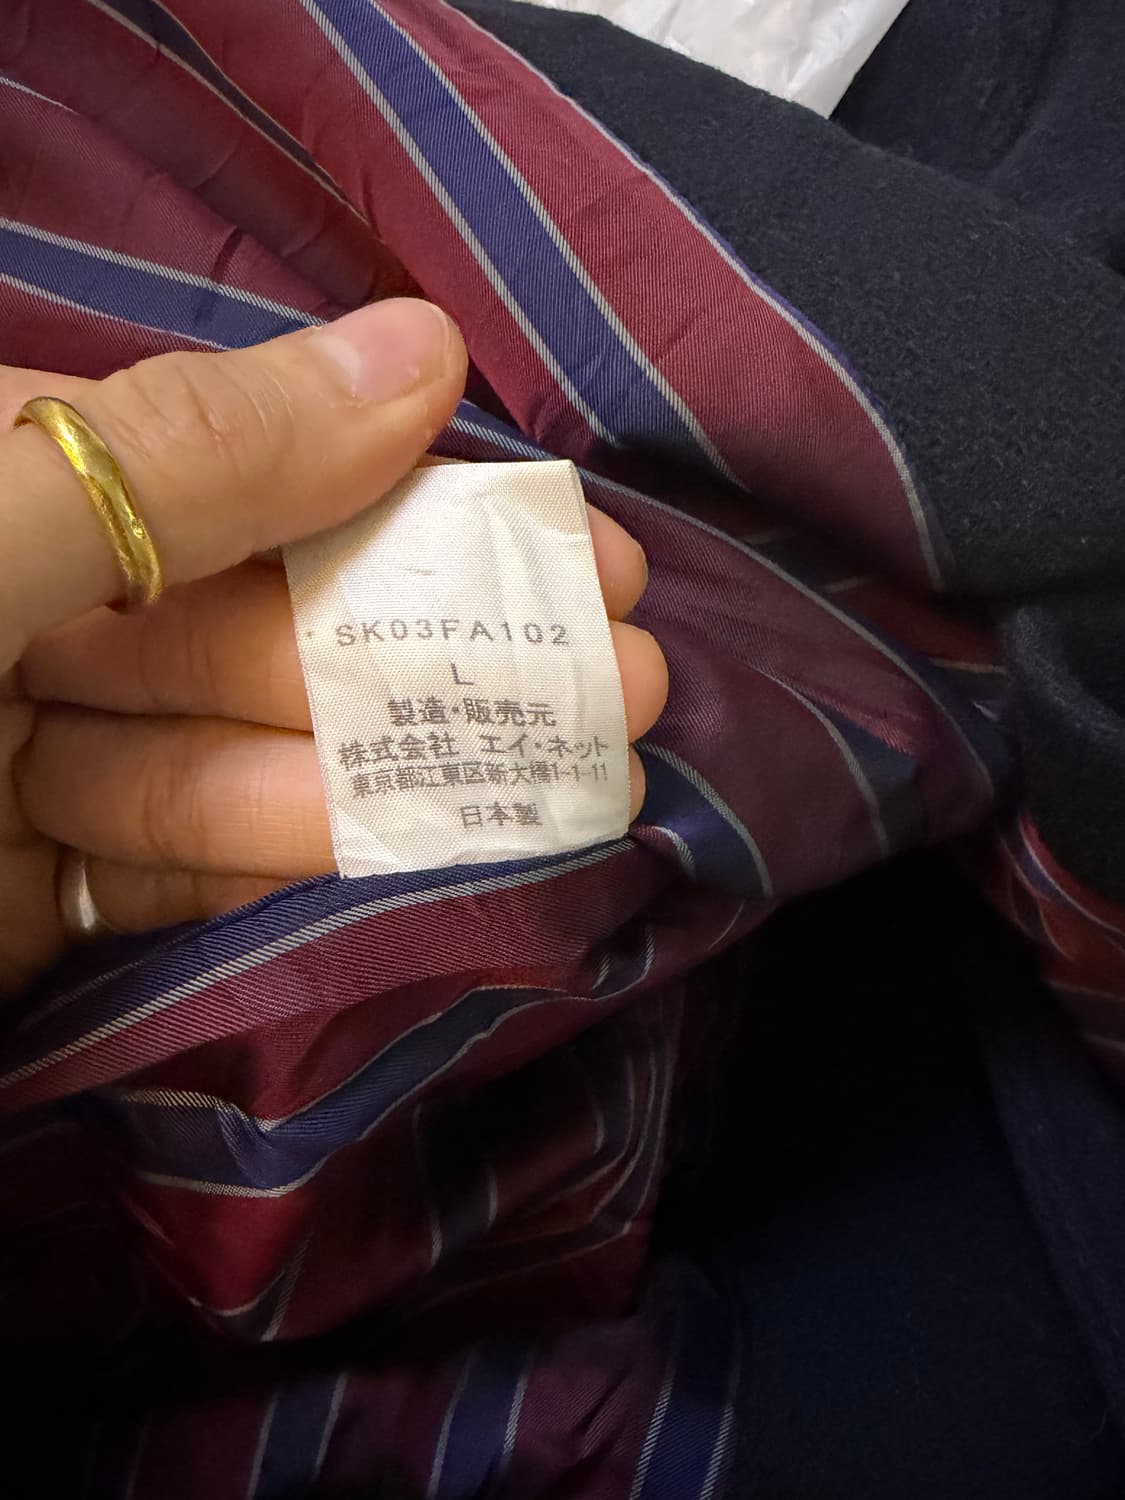 SK03FA102
L
製造・販売元
株式会社 エイ・ネット
東京都江東区新大橋1-1-11
日本製